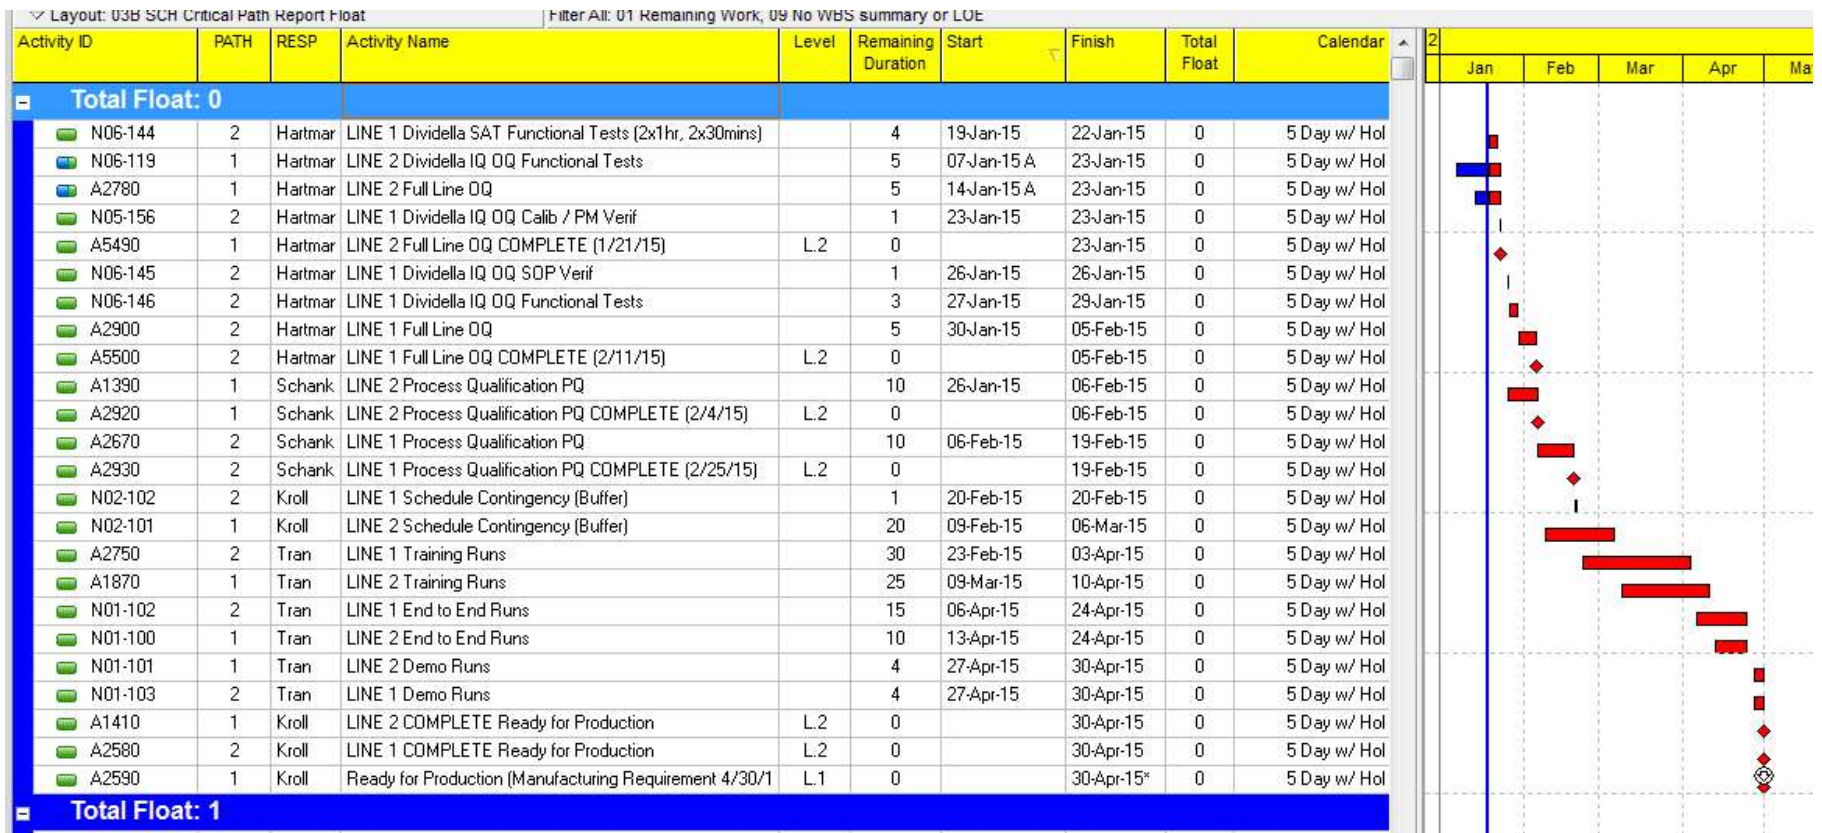 Layout: 03B SCH Critical Path Report Float Filter All: 01 Remaining Work, 09 No WBS summary or LOE
Activity ID PATH RESP Activity Name Level Remaining Duration Start Finish Total Float Calendar 2
Jan Feb Mar Apr Ma
Total Float: 0
N06-144 2 Hartmar LINE 1 Dividella SAT Functional Tests (2x1hr, 2x30mins) 4 19-Jan-15 22-Jan-15 0 5 Day w/ Hol
N06-119 1 Hartmar LINE 2 Dividella IQ OQ Functional Tests 5 07-Jan-15 A 23-Jan-15 0 5 Day w/ Hol
A2780 1 Hartmar LINE 2 Full Line OQ 5 14-Jan-15 A 23-Jan-15 0 5 Day w/ Hol
N05-156 2 Hartmar LINE 1 Dividella IQ OQ Calib / PM Verif 1 23-Jan-15 23-Jan-15 0 5 Day w/ Hol
A5490 1 Hartmar LINE 2 Full Line OQ COMPLETE (1/21/15) L.2 0 23-Jan-15 0 5 Day w/ Hol
N06-145 2 Hartmar LINE 1 Dividella IQ OQ SOP Verif 1 26-Jan-15 26-Jan-15 0 5 Day w/ Hol
N06-146 2 Hartmar LINE 1 Dividella IQ OQ Functional Tests 3 27-Jan-15 29-Jan-15 0 5 Day w/ Hol
A2900 2 Hartmar LINE 1 Full Line OQ 5 30-Jan-15 05-Feb-15 0 5 Day w/ Hol
A5500 2 Hartmar LINE 1 Full Line OQ COMPLETE (2/11/15) L.2 0 05-Feb-15 0 5 Day w/ Hol
A1390 1 Schank LINE 2 Process Qualification PQ 10 26-Jan-15 06-Feb-15 0 5 Day w/ Hol
A2920 1 Schank LINE 2 Process Qualification PQ COMPLETE (2/4/15) L.2 0 06-Feb-15 0 5 Day w/ Hol
A2670 2 Schank LINE 1 Process Qualification PQ 10 06-Feb-15 19-Feb-15 0 5 Day w/ Hol
A2930 2 Schank LINE 1 Process Qualification PQ COMPLETE (2/25/15) L.2 0 19-Feb-15 0 5 Day w/ Hol
N02-102 2 Kroll LINE 1 Schedule Contingency (Buffer) 1 20-Feb-15 20-Feb-15 0 5 Day w/ Hol
N02-101 1 Kroll LINE 2 Schedule Contingency (Buffer) 20 09-Feb-15 06-Mar-15 0 5 Day w/ Hol
A2750 2 Tran LINE 1 Training Runs 30 23-Feb-15 03-Apr-15 0 5 Day w/ Hol
A1870 1 Tran LINE 2 Training Runs 25 09-Mar-15 10-Apr-15 0 5 Day w/ Hol
N01-102 2 Tran LINE 1 End to End Runs 15 06-Apr-15 24-Apr-15 0 5 Day w/ Hol
N01-100 1 Tran LINE 2 End to End Runs 10 13-Apr-15 24-Apr-15 0 5 Day w/ Hol
N01-101 1 Tran LINE 2 Demo Runs 4 27-Apr-15 30-Apr-15 0 5 Day w/ Hol
N01-103 2 Tran LINE 1 Demo Runs 4 27-Apr-15 30-Apr-15 0 5 Day w/ Hol
A1410 1 Kroll LINE 2 COMPLETE Ready for Production L.2 0 30-Apr-15 0 5 Day w/ Hol
A2580 2 Kroll LINE 1 COMPLETE Ready for Production L.2 0 30-Apr-15 0 5 Day w/ Hol
A2590 1 Kroll Ready for Production (Manufacturing Requirement 4/30/1 L.1 0 30-Apr-15* 0 5 Day w/ Hol
Total Float: 1